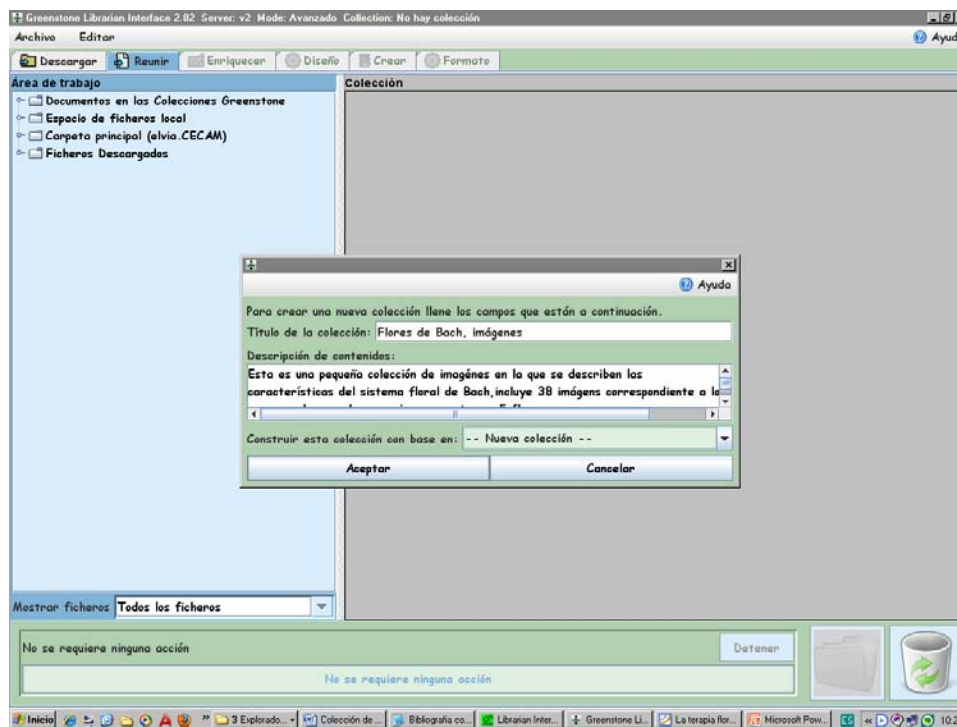 Greenstone Librarian Interface 2.82 Server: v2 Mode: Avanzado Collection: No hay colección
Archivo Editar Ayud
Descargar Reunir Enriquecer Diseño Crear Formato
Área de trabajo Colección
Documentos en las Colecciones Greenstone
Espacio de ficheros local
Carpeta principal (elvia.CECAM)
Ficheros Descargados
Ayuda
Para crear una nueva colección llene los campos que están a continuación.
Título de la colección: Flores de Bach, imágenes
Descripción de contenidos:
Esta es una pequeña colección de imagénes en la que se describen las
características del sistema floral de Bach,incluye 38 imágens correspondiente a la
Construir esta colección con base en: -- Nueva colección --
Aceptar Cancelar
Mostrar ficheros Todos los ficheros
No se requiere ninguna acción Detener
No se requiere ninguna acción
Inicio 3 Explorado... Colección de ... Bibliografia co... Librarian Inter... Greenstone Li... La terapia flor... Microsoft Pow... ES 10:2